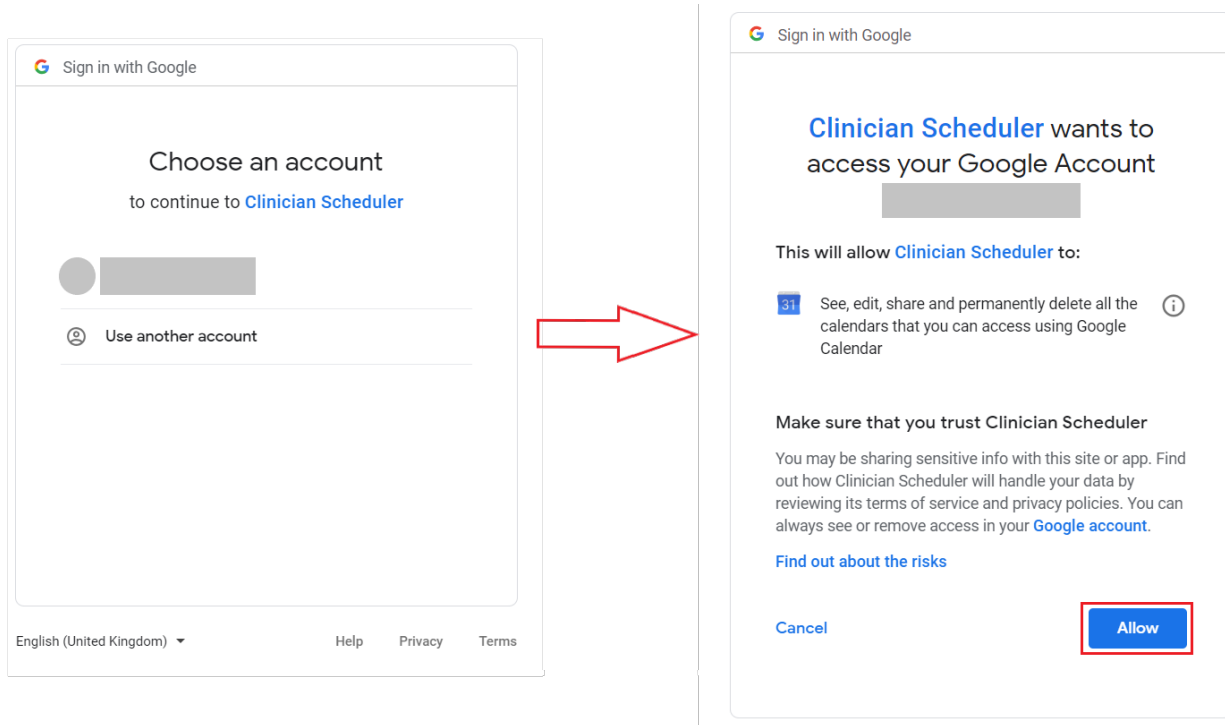 Sign in with Google
Choose an account
to continue to Clinician Scheduler
Use another account
English (United Kingdom)
Help
Privacy
Terms
Sign in with Google
Clinician Scheduler wants to
access your Google Account
This will allow Clinician Scheduler to:
31
See, edit, share and permanently delete all the
calendars that you can access using Google
Calendar
Make sure that you trust Clinician Scheduler
You may be sharing sensitive info with this site or app. Find
out how Clinician Scheduler will handle your data by
reviewing its terms of service and privacy policies. You can
always see or remove access in your Google account.
Find out about the risks
Cancel
Allow